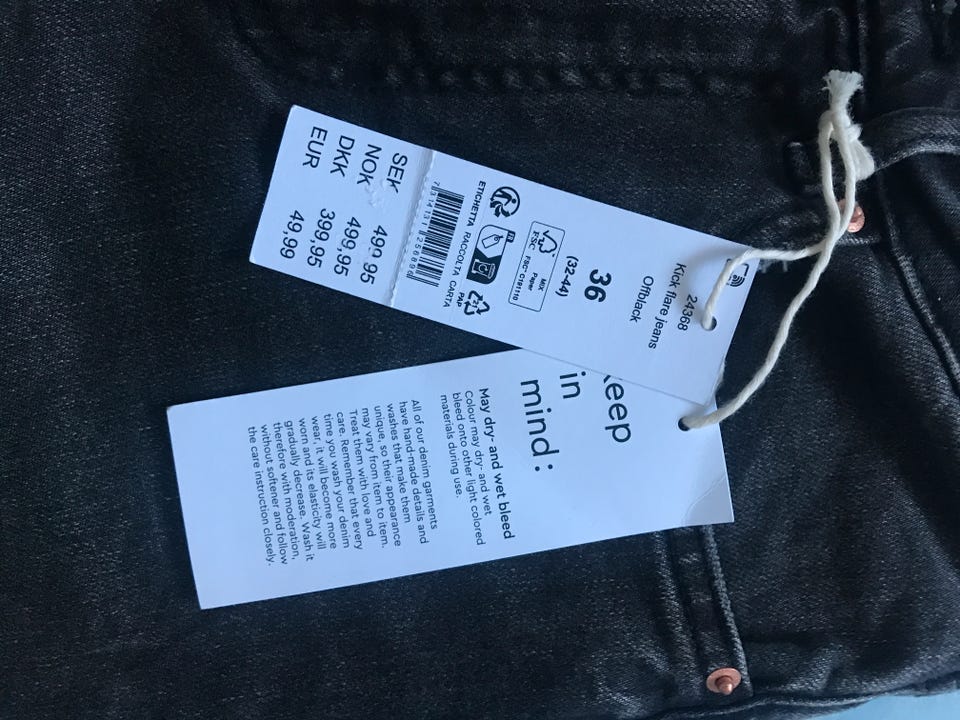 24368
Kick flare jeans
Offblack
36
(32-44)
FSC
MIX
Paper
FSC® C191110
FR
21
PAP
ETICHETTA RACCOLTA CARTA
SEK 499,95
NOK 499,95
DKK 399,95
EUR 49,99
keep
in
mind:
May dry- and wet bleed
Colour may dry- and wet
bleed onto other light colored
materials during use.
All of our denim garments
have hand-made details and
washes that make them
unique, so their appearance
may vary from item to item.
Treat them with love and
care. Remember that every
time you wash your denim
wear, it will become more
worn and its elasticity will
gradually decrease. Wash it
therefore with moderation,
without softener and follow
the care instruction closely.